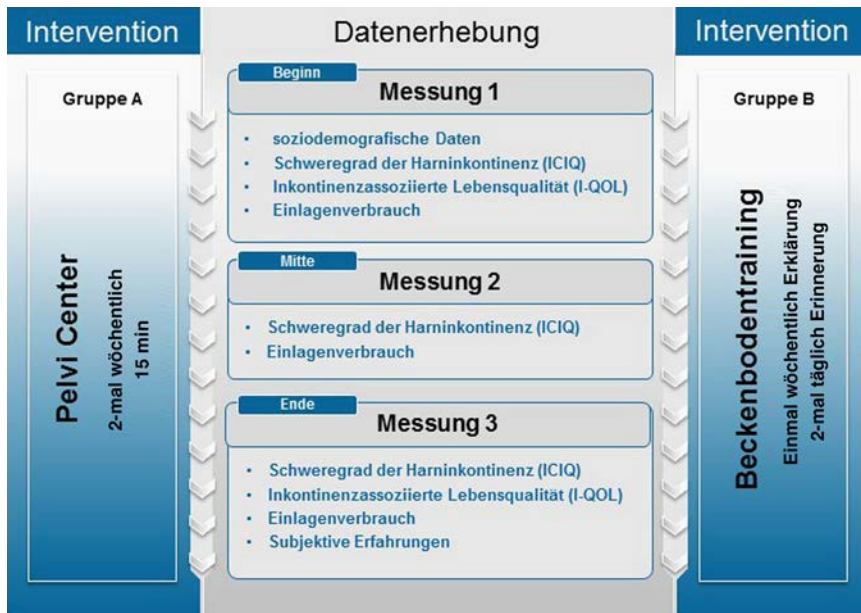 Intervention
Gruppe A
Pelvi Center
2-mal wöchentlich
15 min
Datenerhebung
Beginn
Messung 1
• soziodemografische Daten
• Schweregrad der Harninkontinenz (ICIQ)
• Inkontinenzassoziierte Lebensqualität (I-QOL)
• Einlagenverbrauch
Mitte
Messung 2
• Schweregrad der Harninkontinenz (ICIQ)
• Einlagenverbrauch
Ende
Messung 3
• Schweregrad der Harninkontinenz (ICIQ)
• Inkontinenzassoziierte Lebensqualität (I-QOL)
• Einlagenverbrauch
• Subjektive Erfahrungen
Intervention
Gruppe B
Beckenbodentraining
Einmal wöchentlich Erklärung
2-mal täglich Erinnerung